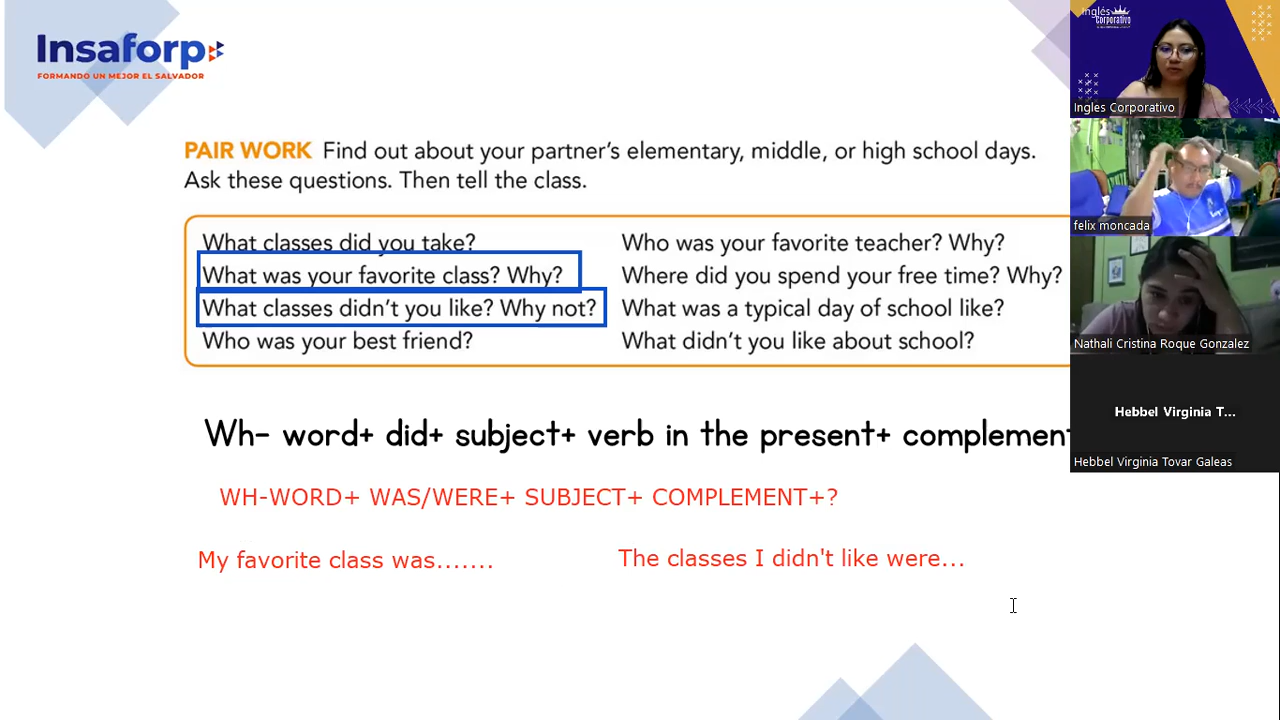 Insaforp
FORMANDO UN MEJOR EL SALVADOR
PAIR WORK Find out about your partner's elementary, middle, or high school days.
Ask these questions. Then tell the class.
What classes did you take?
What was your favorite class? Why?
What classes didn't you like? Why not?
Who was your best friend?
Who was your favorite teacher? Why?
Where did you spend your free time? Why?
What was a typical day of school like?
What didn't you like about school?
Wh- word+ did+ subject+ verb in the present+ complement
WH-WORD+ WAS/WERE+ SUBJECT+ COMPLEMENT+?
My favorite class was.......
The classes I didn't like were...
Inglés
Corporativo
Ingles Corporativo
felix moncada
Nathali Cristina Roque Gonzalez
Hebbel Virginia T...
Hebbel Virginia Tovar Galeas